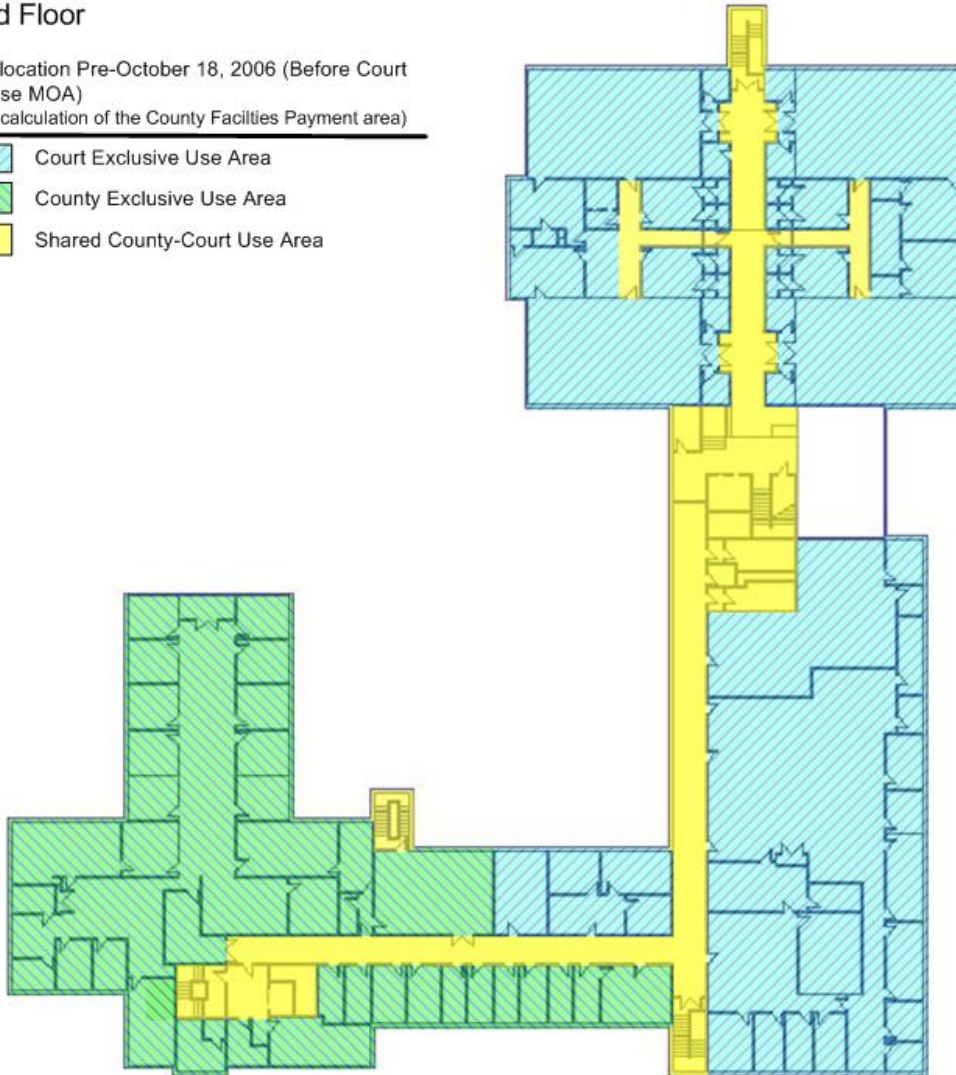 d Floor
location Pre-October 18, 2006 (Before Court
se MOA)
calculation of the County Facilties Payment area)
Court Exclusive Use Area
County Exclusive Use Area
Shared County-Court Use Area